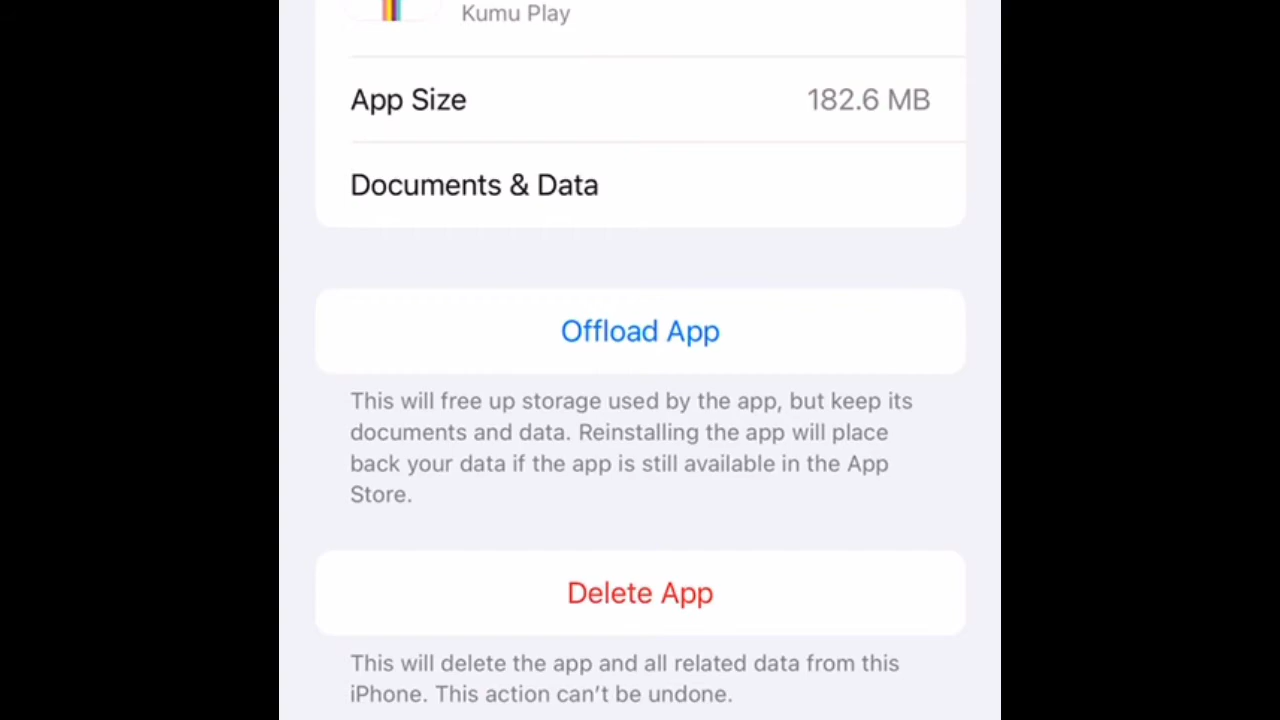 Kumu Play
App Size 182.6 MB
Documents & Data
Offload App
This will free up storage used by the app, but keep its
documents and data. Reinstalling the app will place
back your data if the app is still available in the App
Store.
Delete App
This will delete the app and all related data from this
iPhone. This action can’t be undone.